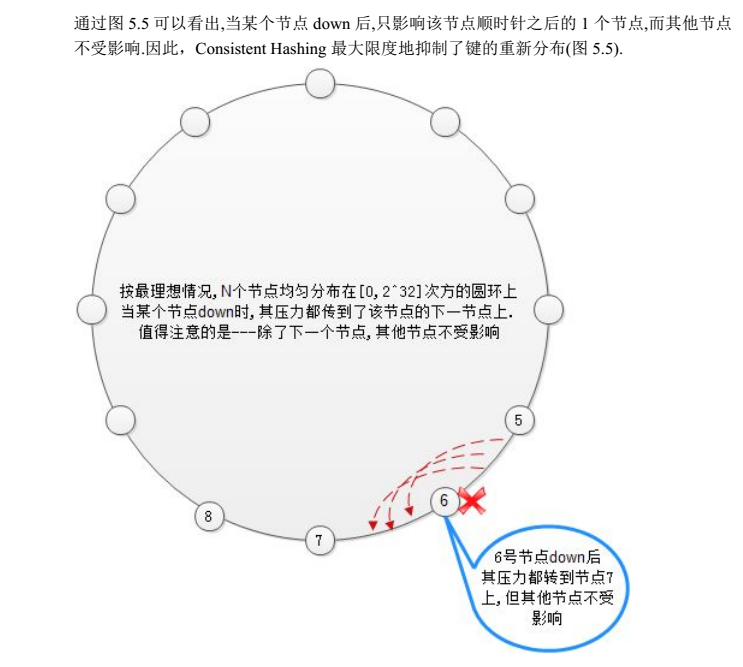 通过图 5.5 可以看出,当某个节点 down 后,只影响该节点顺时针之后的 1 个节点,而其他节点
不受影响.因此，Consistent Hashing 最大限度地抑制了键的重新分布(图 5.5).
按最理想情况,N个节点均匀分布在[0,2^32]次方的圆环上
当某个节点down时,其压力都传到了该节点的下一节点上.
值得注意的是---除了下一个节点,其他节点不受影响
5
6
8
7
6号节点down后
其压力都转到节点7
上,但其他节点不受
影响